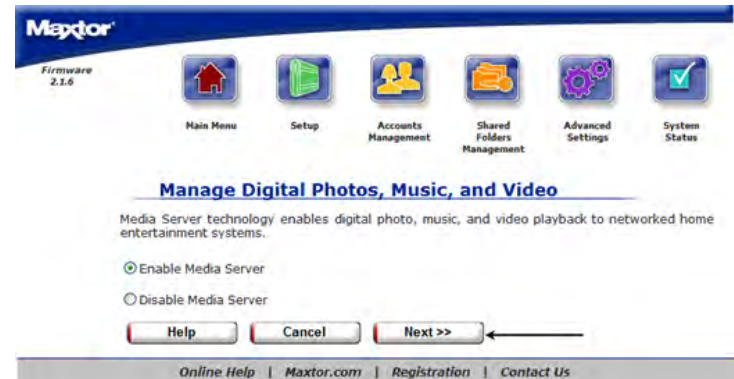 Maxtor
Firmware
2.1.6
Main Menu
Setup
Accounts
Management
Shared
Folders
Management
Advanced
Settings
System
Status
Manage Digital Photos, Music, and Video
Media Server technology enables digital photo, music, and video playback to networked home
entertainment systems.
Enable Media Server
Disable Media Server
Help Cancel Next >>
Online Help | Maxtor.com | Registration | Contact Us